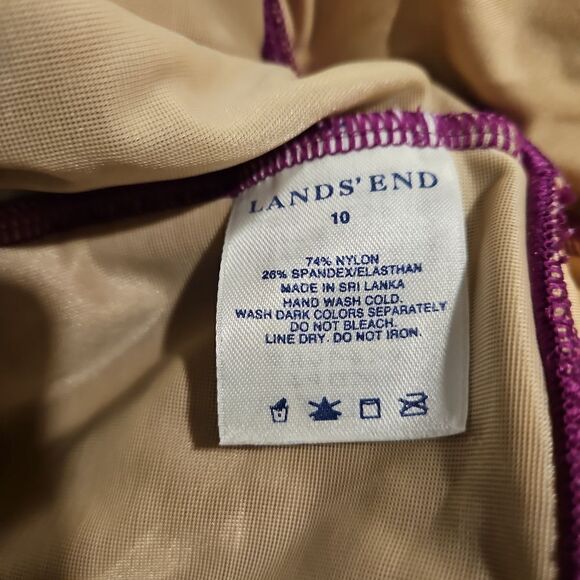 LANDS' END
10
74% NYLON
26% SPANDEX/ELASTHAN
MADE IN SRI LANKA
HAND WASH COLD.
WASH DARK COLORS SEPARATELY
DO NOT BLEACH.
LINE DRY. DO NOT IRON.